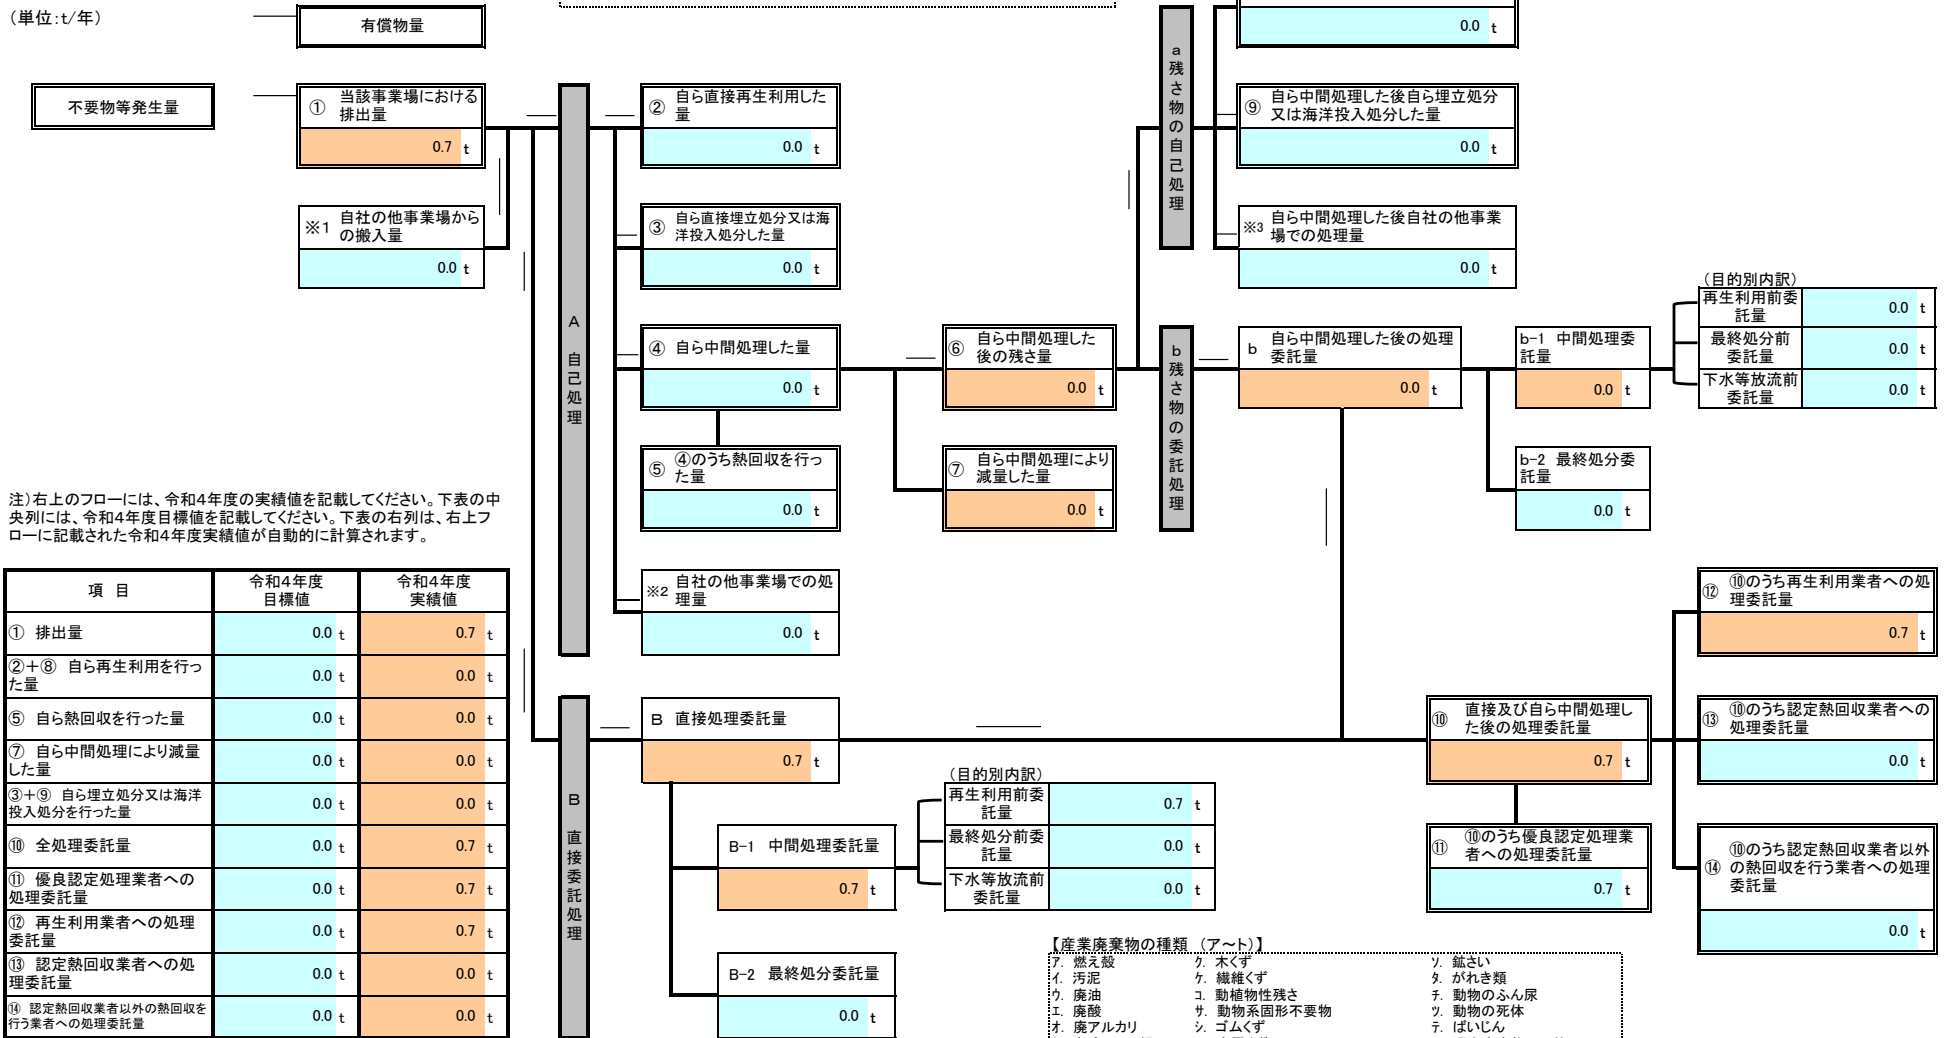 (単位:t/年)
有償物量
0.0 t
不要物等発生量
① 当該事業場における
排出量
0.7 t
※1 自社の他事業場から
の搬入量
0.0 t
A 自己処理
② 自ら直接再生利用した
量
0.0 t
③ 自ら直接埋立処分又は海
洋投入処分した量
0.0 t
④ 自ら中間処理した量
0.0 t
⑤ ④のうち熱回収を行っ
た量
0.0 t
※2 自社の他事業場での処
理量
0.0 t
⑥ 自ら中間処理した
後の残さ量
0.0 t
⑦ 自ら中間処理により
減量した量
0.0 t
a 残さ物の自己処理
⑨ 自ら中間処理した後自ら埋立処分
又は海洋投入処分した量
0.0 t
※3 自ら中間処理した後自社の他事業
場での処理量
0.0 t
b 残さ物の委託処理
b 自ら中間処理した後の処理
委託量
0.0 t
b-1 中間処理委
託量
0.0 t
b-2 最終処分委
託量
0.0 t
(目的別内訳)
再生利用前委
託量
0.0 t
最終処分前
委託量
0.0 t
下水等放流前
委託量
0.0 t
注)右上のフローには、令和4年度の実績値を記載してください。下表の中
央列には、令和4年度目標値を記載してください。下表の右列は、右上フ
ローに記載された令和4年度実績値が自動的に計算されます。
項 目 令和4年度
目標値 令和4年度
実績値
① 排出量 0.0 t 0.7 t
②+⑧ 自ら再生利用を行っ
た量 0.0 t 0.0 t
⑤ 自ら熱回収を行った量 0.0 t 0.0 t
⑦ 自ら中間処理により減量
した量 0.0 t 0.0 t
③+⑨ 自ら埋立処分又は海洋
投入処分を行った量 0.0 t 0.0 t
⑩ 全処理委託量 0.0 t 0.7 t
⑪ 優良認定処理業者への
処理委託量 0.0 t 0.7 t
⑫ 再生利用業者への処理
委託量 0.0 t 0.7 t
⑬ 認定熱回収業者への処
理委託量 0.0 t 0.0 t
⑭ 認定熱回収業者以外の熱回収を
行う業者への処理委託量 0.0 t 0.0 t
B 直接委託処理
B 直接処理委託量
0.7 t
B-1 中間処理委託量
0.7 t
B-2 最終処分委託量
0.0 t
(目的別内訳)
再生利用前委
託量
0.7 t
最終処分前委
託量
0.0 t
下水等放流前
委託量
0.0 t
⑩ 直接及び自ら中間処理し
た後の処理委託量
0.7 t
⑪ ⑩のうち優良認定処理業
者への処理委託量
0.7 t
⑫ ⑩のうち再生利用業者への処
理委託量
0.7 t
⑬ ⑩のうち認定熱回収業者への
処理委託量
0.0 t
⑭ ⑩のうち認定熱回収業者以外
の熱回収を行う業者への処理
委託量
0.0 t
【産業廃棄物の種類 (ア~ト)】
ア. 燃え殻 ク. 木くず ソ. 鉱さい
イ. 汚泥 ケ. 繊維くず タ. がれき類
ウ. 廃油 コ. 動植物性残さ チ. 動物のふん尿
エ. 廃酸 サ. 動物系固形不要物 ツ. 動物の死体
オ. 廃アルカリ シ. ゴムくず テ. ばいじん